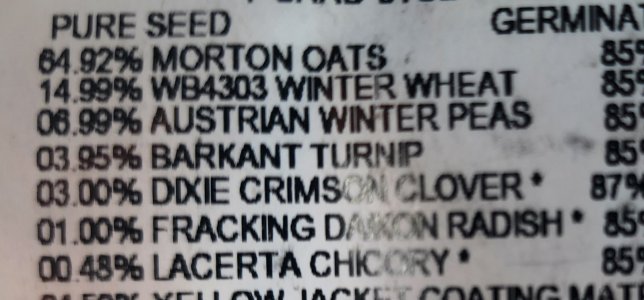 PURE SEED GERMINAT
64.92% MORTON OATS 85%
14.99% WB4303 WINTER WHEAT 85%
06.99% AUSTRIAN WINTER PEAS 85%
03.95% BARKANT TURNIP 85%
03.00% DIXIE CRIMSON CLOVER * 87%
01.00% FRACKING DAIKON RADISH * 85%
00.48% LACERTA CHICORY * 85%
YELLOW JACKET COATING MAT